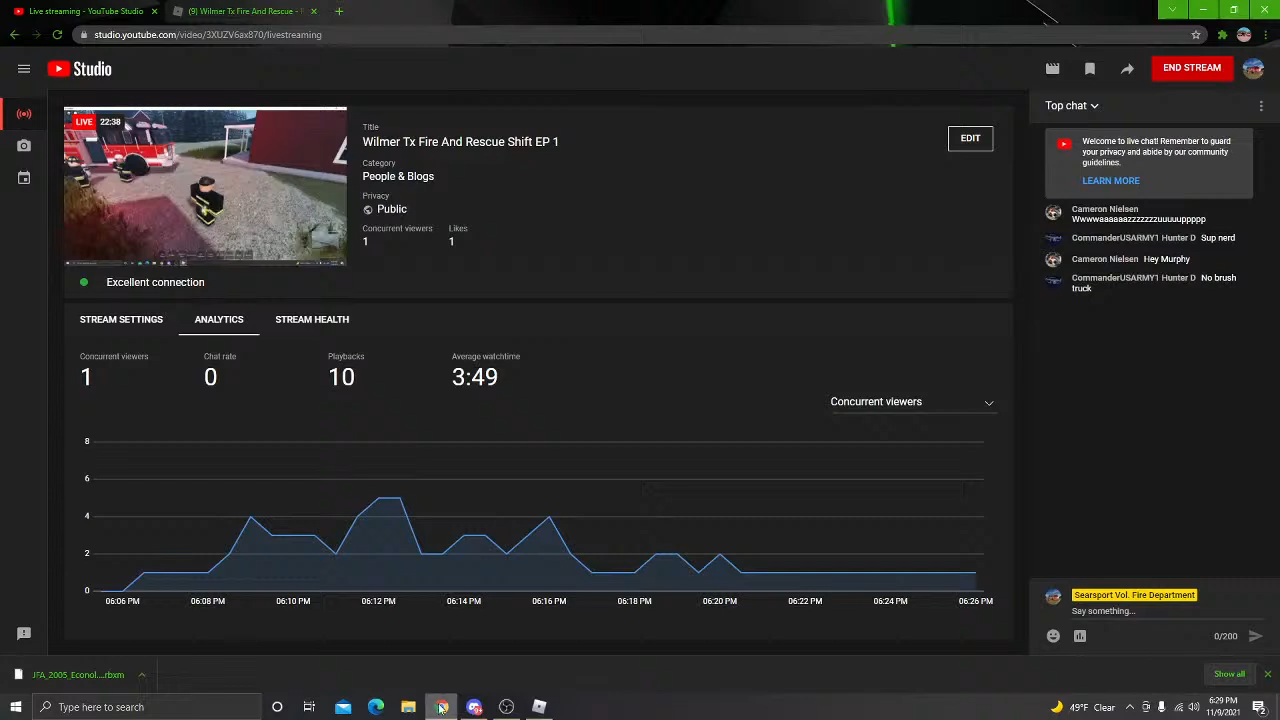 Live streaming - YouTube Studio
(9) Wilmer Tx Fire And Rescue - R
studio.youtube.com/video/3XUZV6ax870/livestreaming
Studio
END STREAM
LIVE 22:38
Title
Wilmer Tx Fire And Rescue Shift EP 1
EDIT
Category
People & Blogs
Privacy
Public
Concurrent viewers Likes
1 1
Excellent connection
STREAM SETTINGS ANALYTICS STREAM HEALTH
Concurrent viewers Chat rate Playbacks Average watchtime
1 0 10 3:49
Concurrent viewers
8
6
4
2
0
06:06 PM 06:08 PM 06:10 PM 06:12 PM 06:14 PM 06:16 PM 06:18 PM 06:20 PM 06:22 PM 06:24 PM 06:26 PM
Top chat
Welcome to live chat! Remember to guard
your privacy and abide by our community
guidelines.
LEARN MORE
Cameron Nielsen
Wwwwaaaaaazzzzzzuuuuuppppp
CommanderUSARMY1 Hunter D Sup nerd
Cameron Nielsen Hey Murphy
CommanderUSARMY1 Hunter D No brush
truck
Searsport Vol. Fire Department
Say something...
0/200
JFA_2005_Econol....rbxm
Show all
Type here to search
49°F Clear
6:29 PM
11/9/2021
2